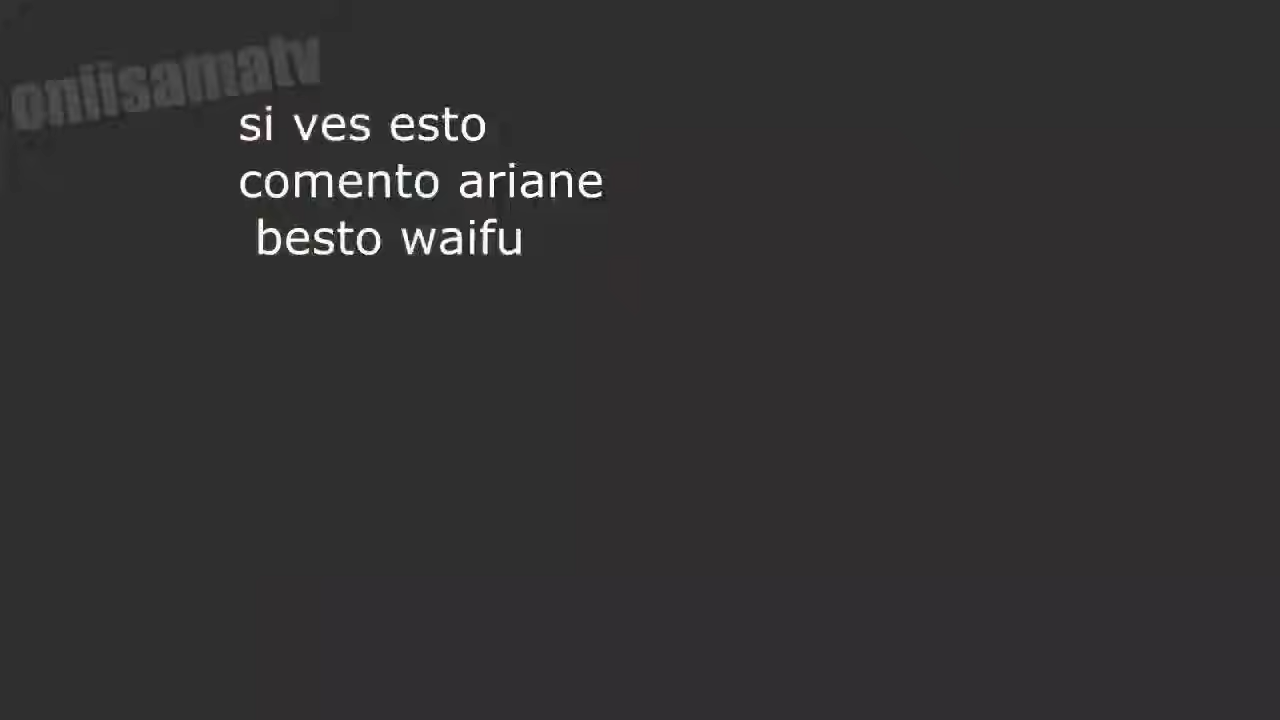 oniisamatv
si ves esto
comento ariane
besto waifu